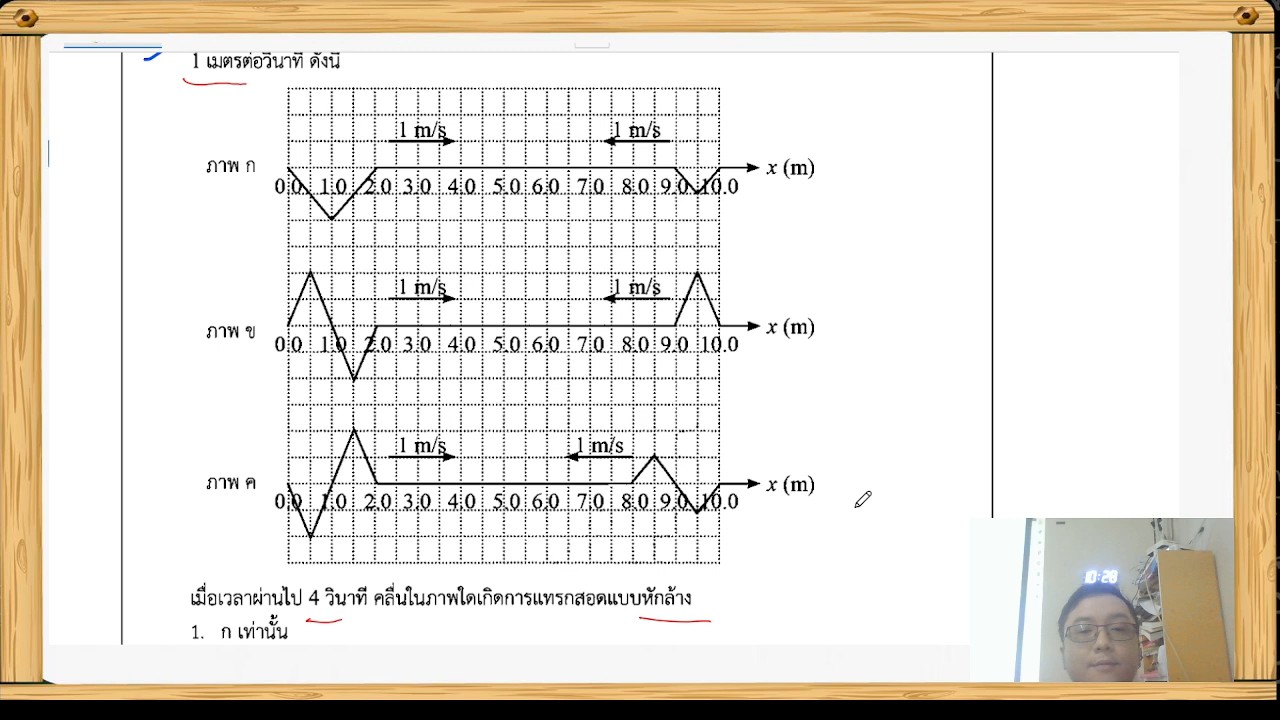 1 เมตรต่อวินาที ดังนี้
1 m/s 1 m/s
ภาพ ก x (m)
0.0 1.0 2.0 3.0 4.0 5.0 6.0 7.0 8.0 9.0 10.0
1 m/s 1 m/s
ภาพ ข x (m)
0.0 1.0 2.0 3.0 4.0 5.0 6.0 7.0 8.0 9.0 10.0
1 m/s 1 m/s
ภาพ ค x (m)
0.0 1.0 2.0 3.0 4.0 5.0 6.0 7.0 8.0 9.0 10.0
เมื่อเวลาผ่านไป 4 วินาที คลื่นในภาพใดเกิดการแทรกสอดแบบหักล้าง
1. ก เท่านั้น
10:28